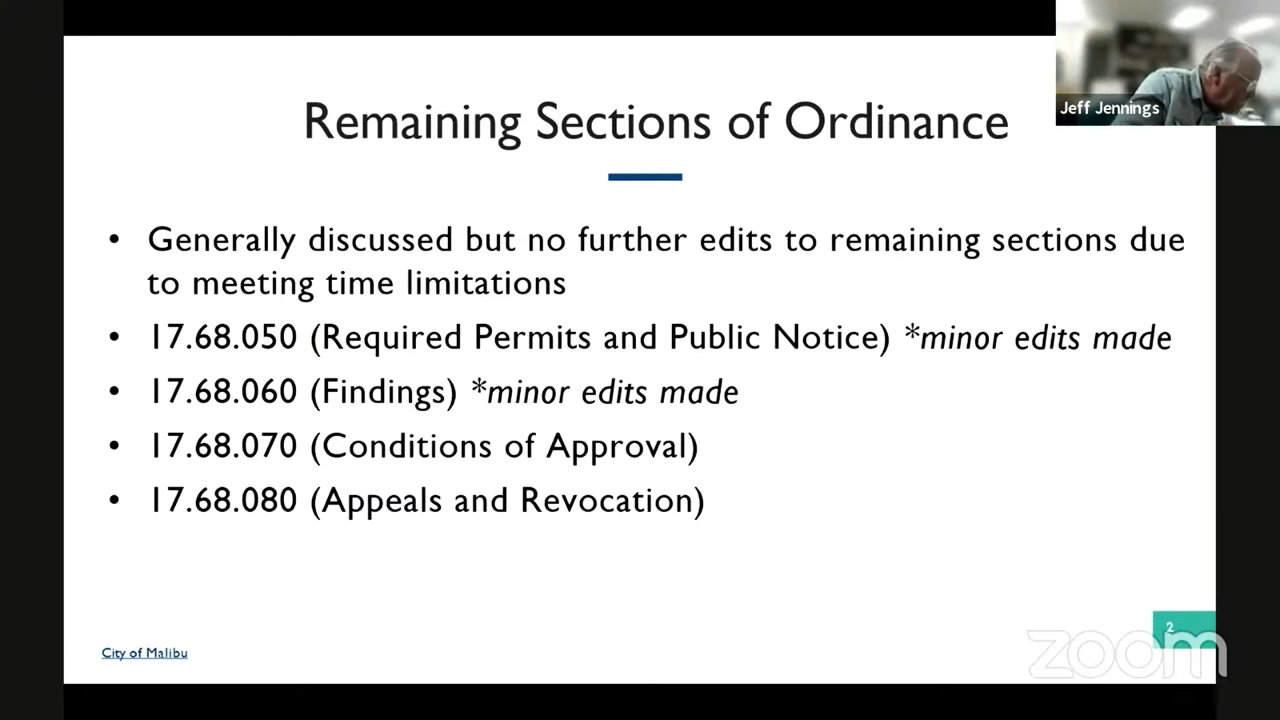 Jeff Jennings
Remaining Sections of Ordinance
• Generally discussed but no further edits to remaining sections due
to meeting time limitations
• 17.68.050 (Required Permits and Public Notice) *minor edits made
• 17.68.060 (Findings) *minor edits made
• 17.68.070 (Conditions of Approval)
• 17.68.080 (Appeals and Revocation)
2
City of Malibu
zoom